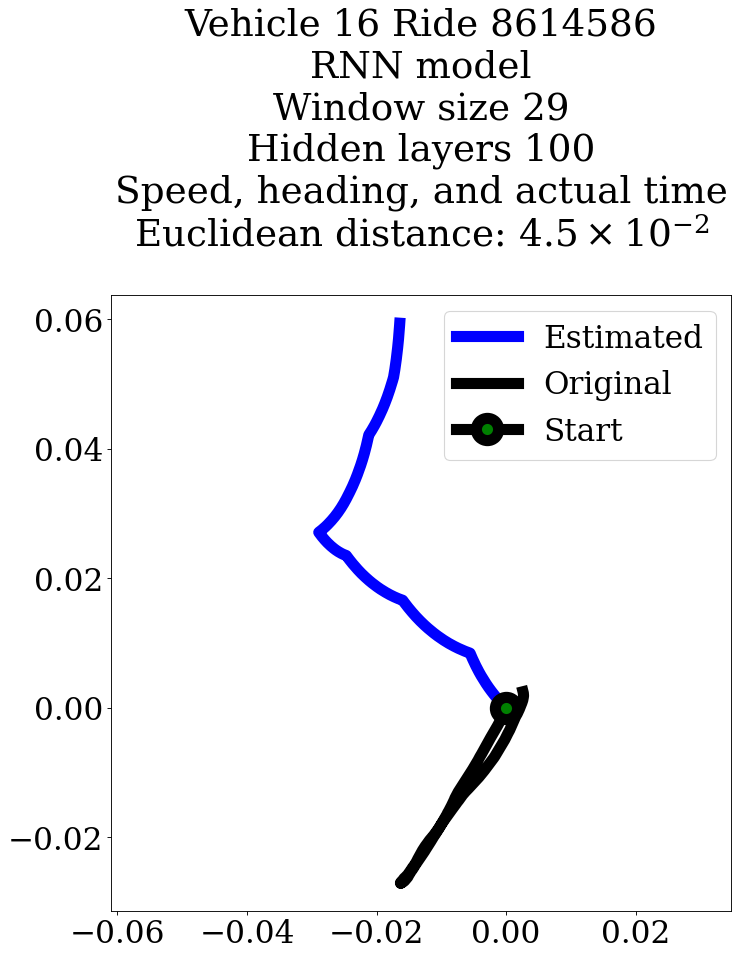 Vehicle 16 Ride 8614586
RNN model
Window size 29
Hidden layers 100
Speed, heading, and actual time
Euclidean distance: 4.5 × 10⁻²
Estimated
Original
Start
0.06
0.04
0.02
0.00
−0.02
−0.06
−0.04
−0.02
0.00
0.02